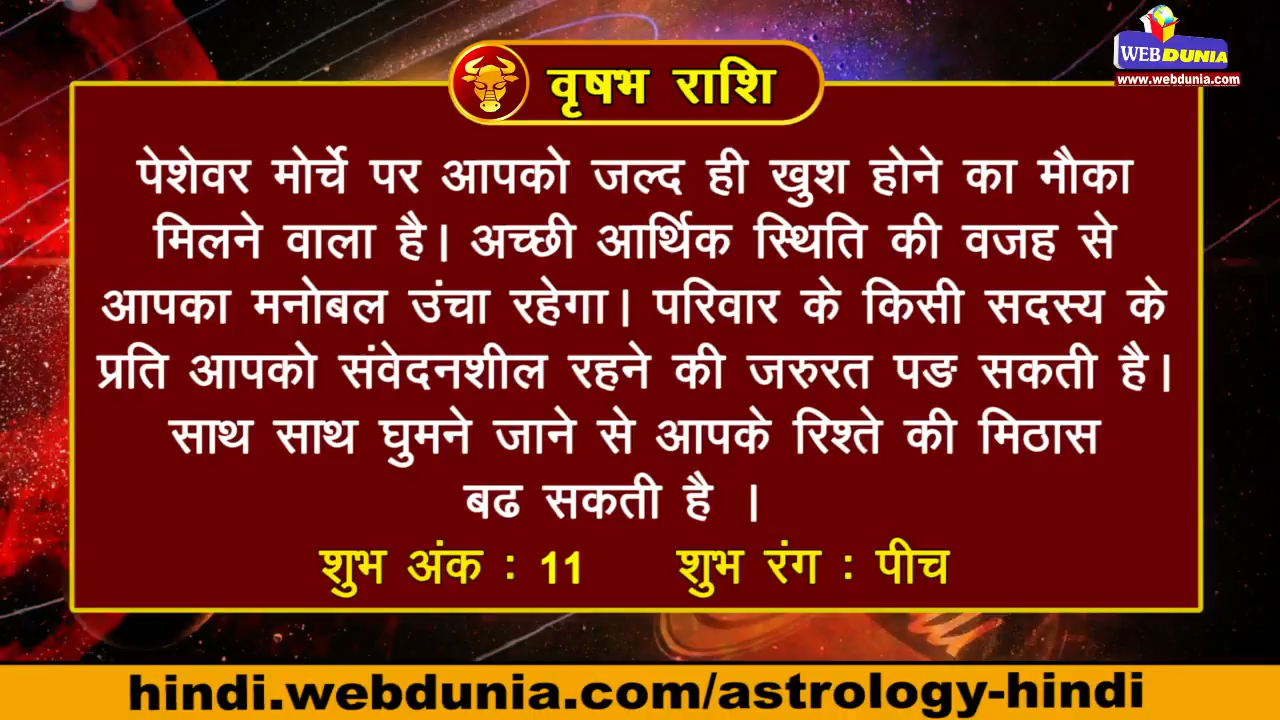 WEBDUNIA
www.webdunia.com
वृषभ राशि
पेशेवर मोर्चे पर आपको जल्द ही खुश होने का मौका
मिलने वाला है। अच्छी आर्थिक स्थिति की वजह से
आपका मनोबल उंचा रहेगा। परिवार के किसी सदस्य के
प्रति आपको संवेदनशील रहने की जरुरत पङ सकती है।
साथ साथ घुमने जाने से आपके रिश्ते की मिठास
बढ सकती है ।
शुभ अंक : 11 शुभ रंग : पीच
hindi.webdunia.com/astrology-hindi